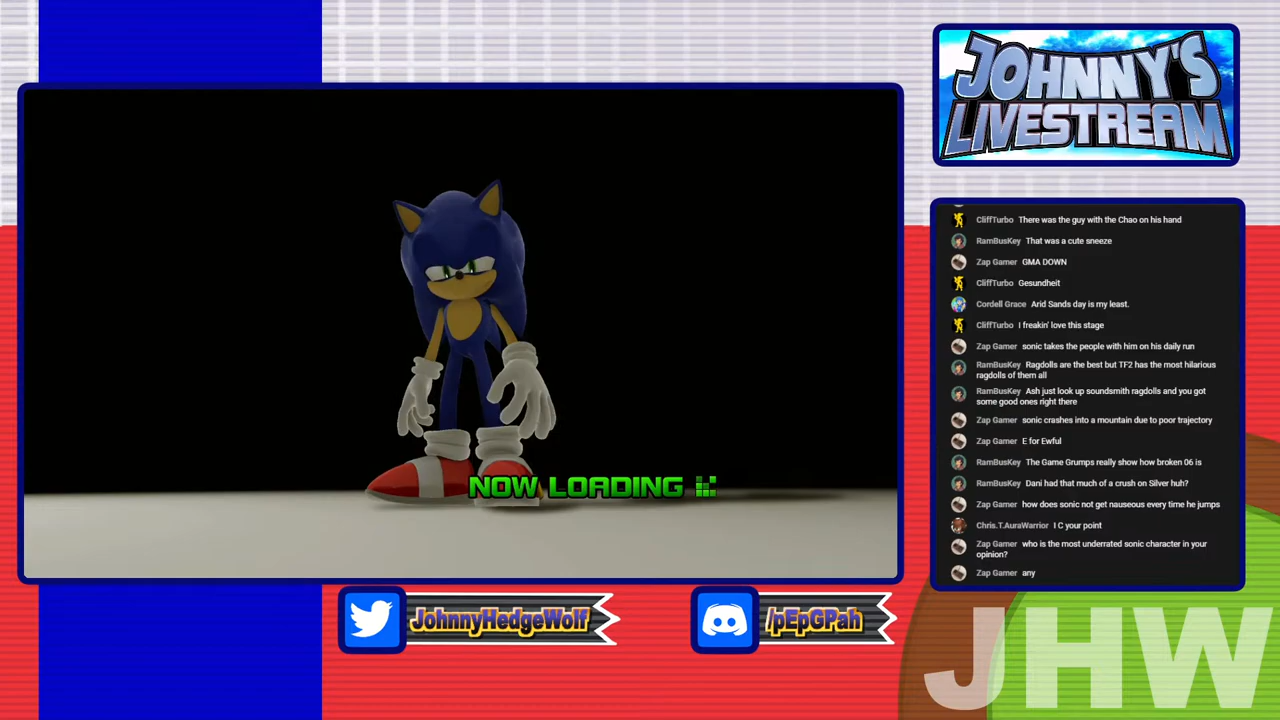 JOHNNY'S
LIVESTREAM
CliffTurbo There was the guy with the Chao on his hand
RamBusKey That was a cute sneeze
Zap Gamer GMA DOWN
CliffTurbo Gesundheit
Cordell Grace Arid Sands day is my least.
CliffTurbo I freakin' love this stage
Zap Gamer sonic takes the people with him on his daily run
RamBusKey Ragdolls are the best but TF2 has the most hilarious
ragdolls of them all
RamBusKey Ash just look up soundsmith ragdolls and you got
some good ones right there
Zap Gamer sonic crashes into a mountain due to poor trajectory
Zap Gamer E for Ewful
RamBusKey The Game Grumps really show how broken 06 is
RamBusKey Dani had that much of a crush on Silver huh?
Zap Gamer how does sonic not get nauseous every time he jumps
Chris.T.AuraWarrior I C your point
Zap Gamer who is the most underrated sonic character in your
opinion?
Zap Gamer any
NOW LOADING
JohnnyHedgeWolf
/pEpGPah
JHW